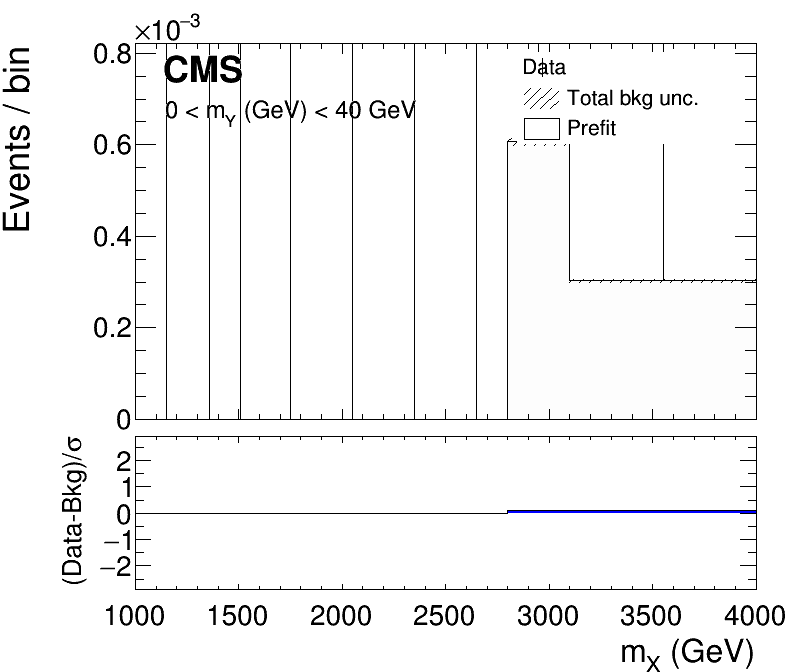 ×10⁻³
Events / bin
0.8
0.6
0.4
0.2
0
CMS
0 < m_Y (GeV) < 40 GeV
Data
Total bkg unc.
Prefit
(Data-Bkg)/σ
2
1
0
−1
−2
1000 1500 2000 2500 3000 3500 4000
m_X (GeV)